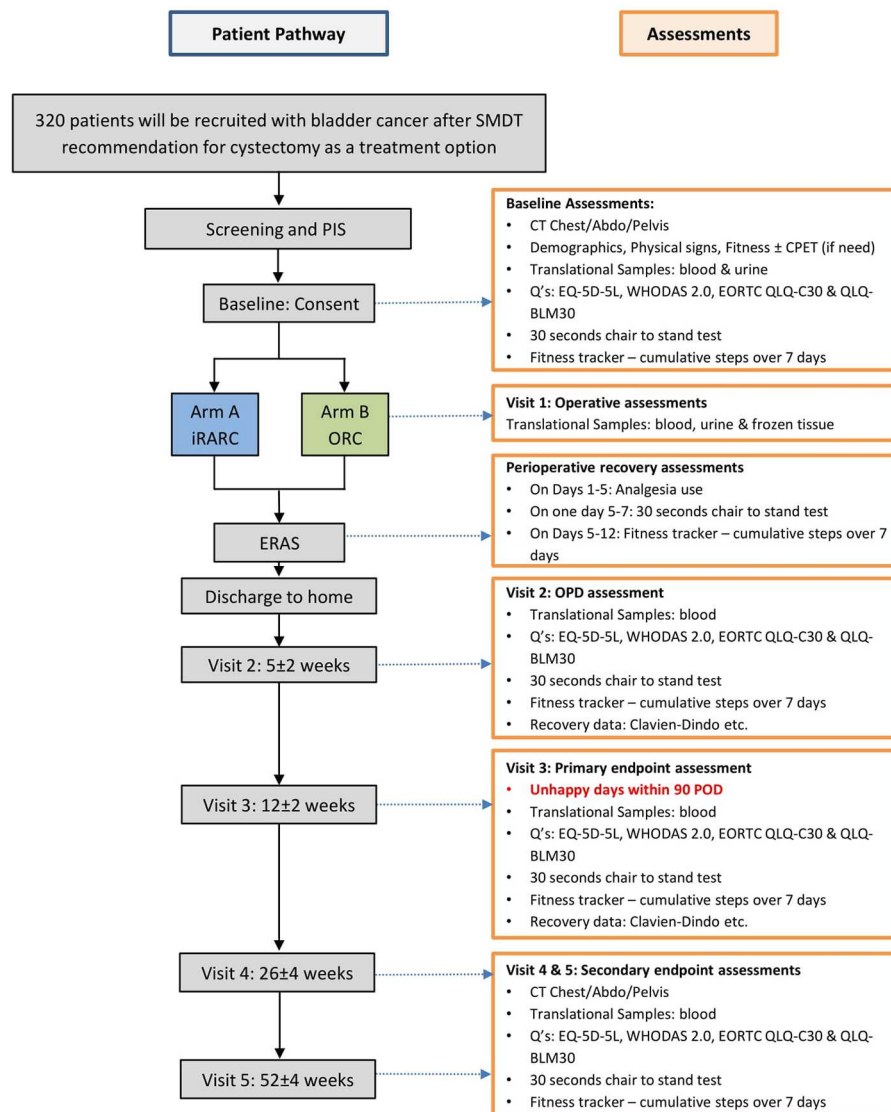 Patient Pathway
Assessments
320 patients will be recruited with bladder cancer after SMDT
recommendation for cystectomy as a treatment option
Screening and PIS
Baseline: Consent
Baseline Assessments:
• CT Chest/Abdo/Pelvis
• Demographics, Physical signs, Fitness ± CPET (if need)
• Translational Samples: blood & urine
• Q's: EQ-5D-5L, WHODAS 2.0, EORTC QLQ-C30 & QLQ-
BLM30
• 30 seconds chair to stand test
• Fitness tracker – cumulative steps over 7 days
Arm A
iRARC
Arm B
ORC
Visit 1: Operative assessments
Translational Samples: blood, urine & frozen tissue
ERAS
Perioperative recovery assessments
• On Days 1-5: Analgesia use
• On one day 5-7: 30 seconds chair to stand test
• On Days 5-12: Fitness tracker – cumulative steps over 7
days
Discharge to home
Visit 2: 5±2 weeks
Visit 2: OPD assessment
• Translational Samples: blood
• Q's: EQ-5D-5L, WHODAS 2.0, EORTC QLQ-C30 & QLQ-
BLM30
• 30 seconds chair to stand test
• Fitness tracker – cumulative steps over 7 days
• Recovery data: Clavien-Dindo etc.
Visit 3: 12±2 weeks
Visit 3: Primary endpoint assessment
• Unhappy days within 90 POD
• Translational Samples: blood
• Q's: EQ-5D-5L, WHODAS 2.0, EORTC QLQ-C30 & QLQ-
BLM30
• 30 seconds chair to stand test
• Fitness tracker – cumulative steps over 7 days
• Recovery data: Clavien-Dindo etc.
Visit 4: 26±4 weeks
Visit 5: 52±4 weeks
Visit 4 & 5: Secondary endpoint assessments
• CT Chest/Abdo/Pelvis
• Translational Samples: blood
• Q's: EQ-5D-5L, WHODAS 2.0, EORTC QLQ-C30 & QLQ-
BLM30
• 30 seconds chair to stand test
• Fitness tracker – cumulative steps over 7 days